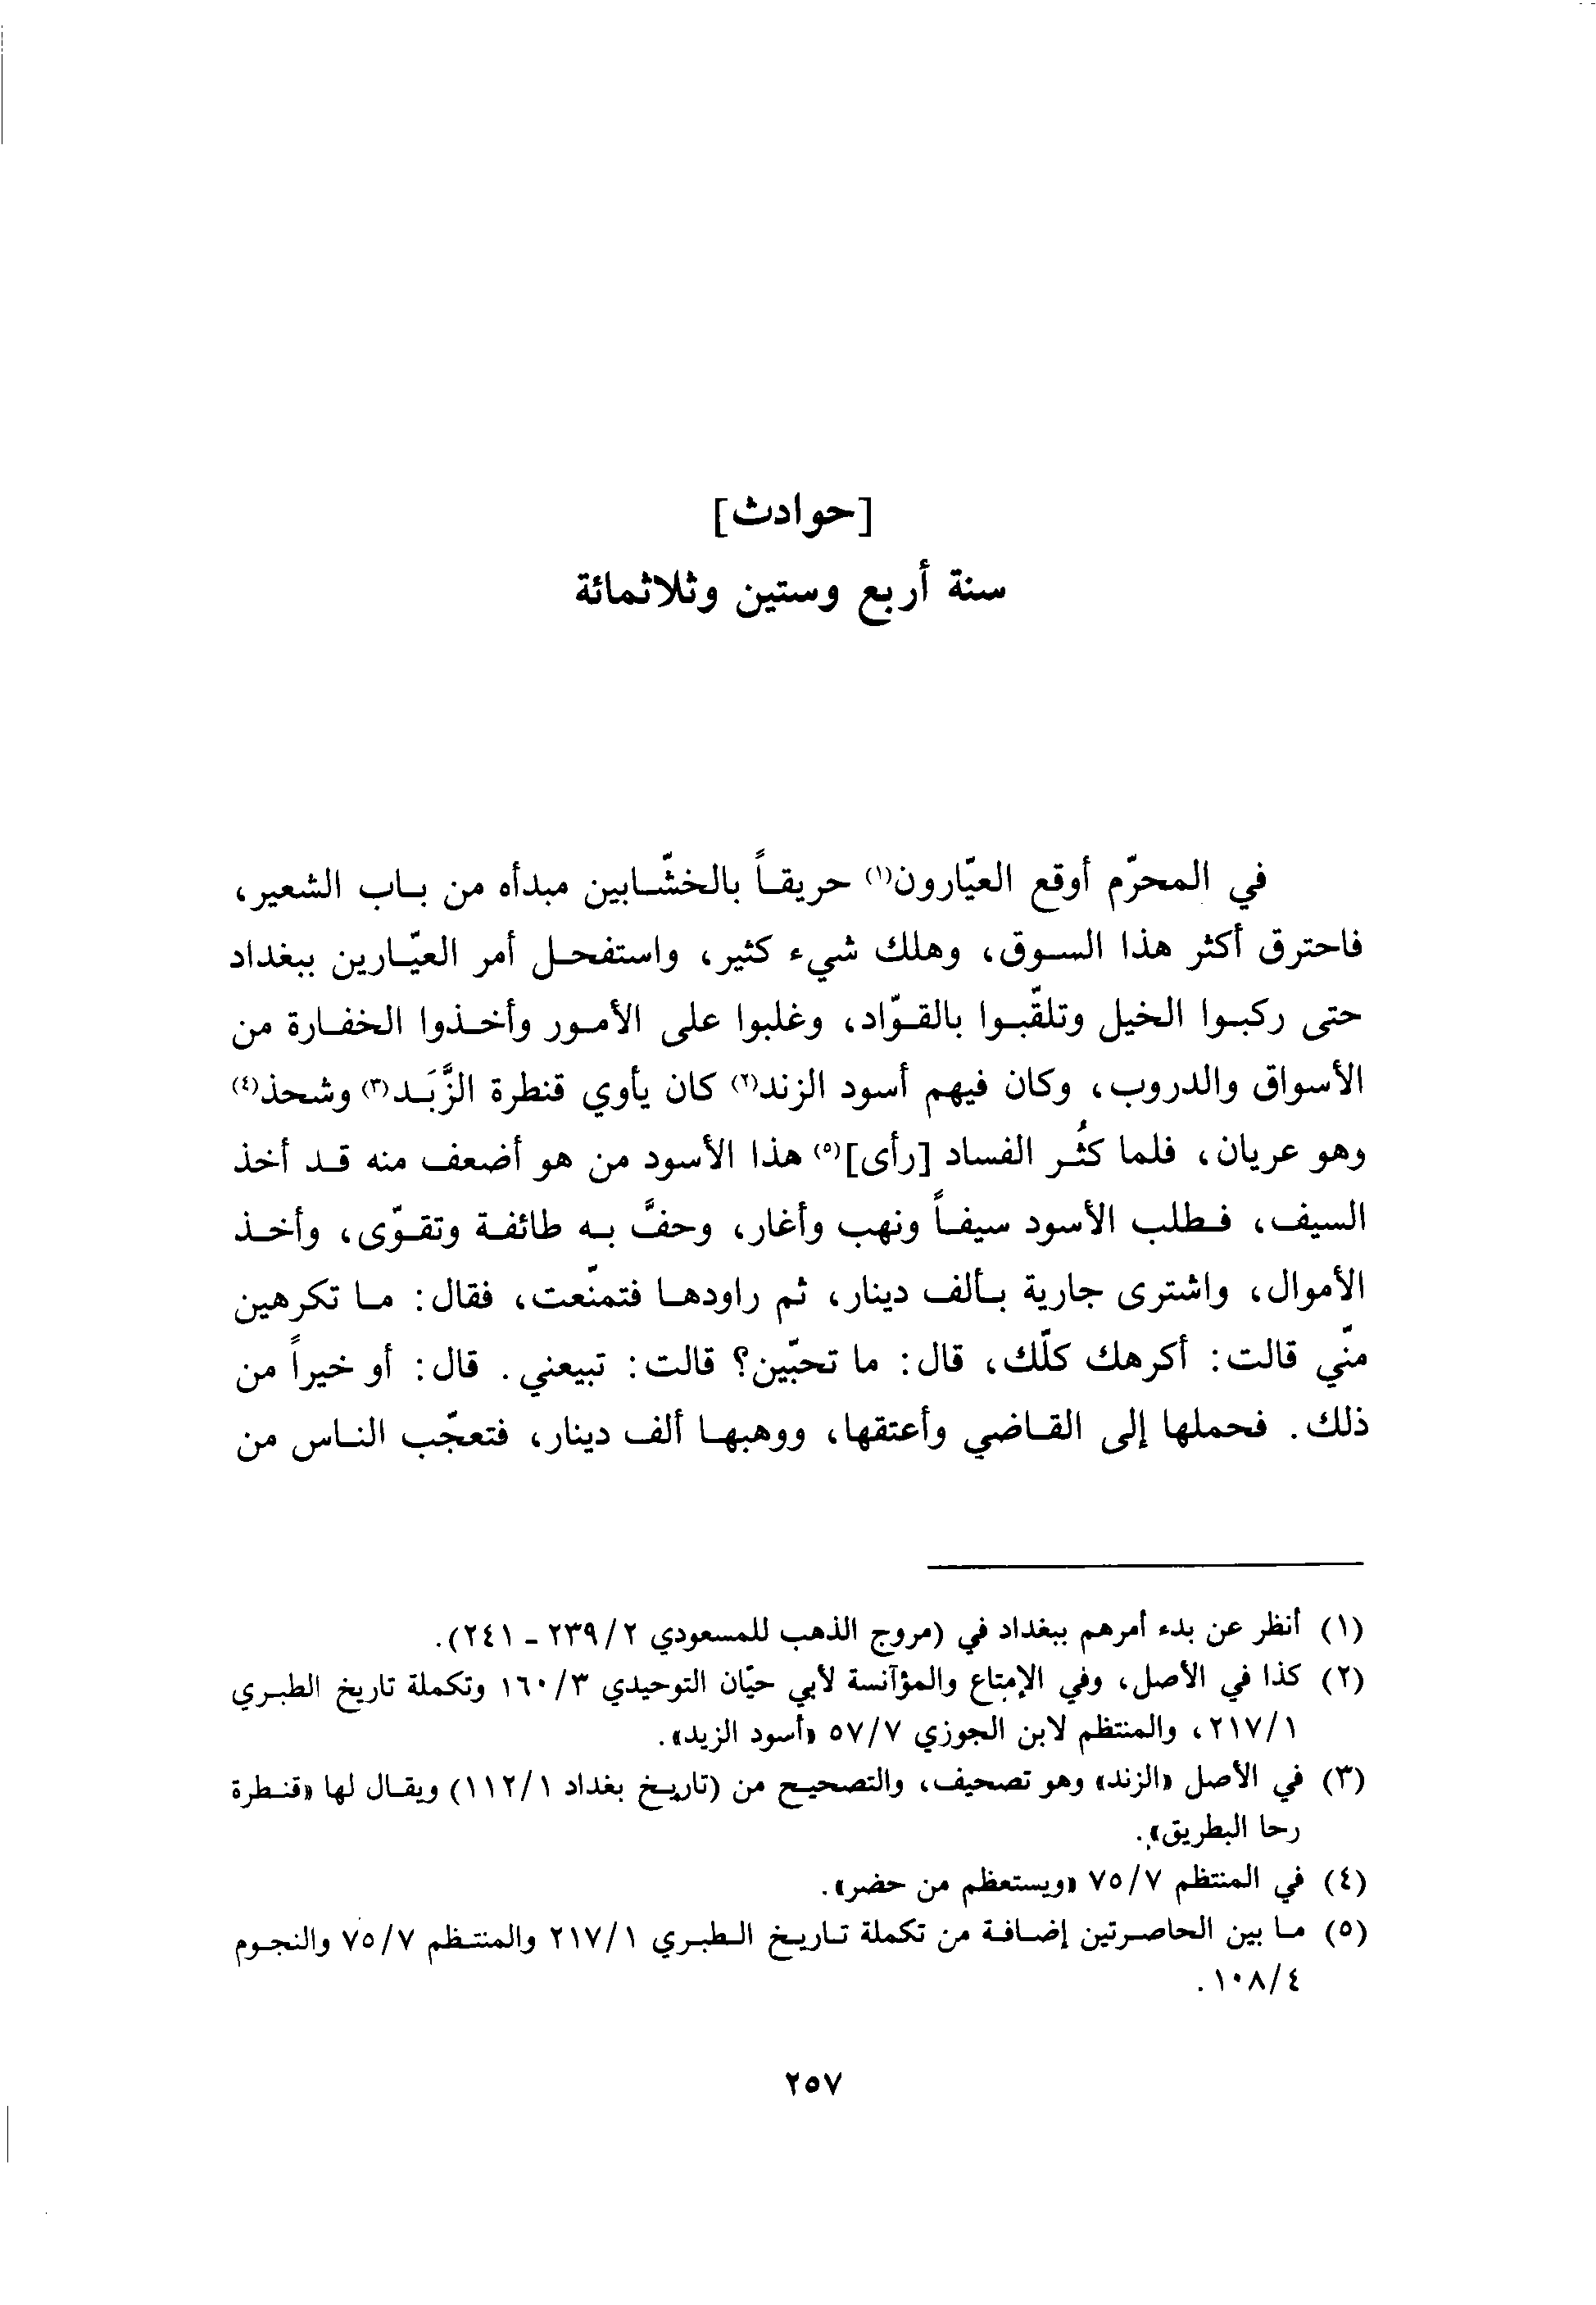 [حوادث]
سنة أربع وستين وثلاثمائة
في المحرّم أوقع العيّارون(١) حريقاً بالخشّابين مبدأه من باب الشعير،
فاحترق أكثر هذا السوق، وهلك شيء كثير، واستفحل أمر العيّارين ببغداد
حتى ركبوا الخيل وتلقّبوا بالقوّاد، وغلبوا على الأمور وأخذوا الخفارة من
الأسواق والدروب، وكان فيهم أسود الزند(٢) كان يأوي قنطرة الزَّبَد(٣) وشحذ(٤)
وهو عريان، فلما كثُر الفساد [رأى](٥) هذا الأسود من هو أضعف منه قد أخذ
السيف، فطلب الأسود سيفاً ونهب وأغار، وحفَّ به طائفة وتقوّى، وأخذ
الأموال، واشترى جارية بألف دينار، ثم راودها فتمنّعت، فقال: ما تكرهين
منّي قالت: أكرهك كلّك، قال: ما تحبّين؟ قالت: تبيعني. قال: أو خيراً من
ذلك. فحملها إلى القاضي وأعتقها، ووهبها ألف دينار، فتعجّب الناس من
(١) أنظر عن بدء أمرهم ببغداد في (مروج الذهب للمسعودي ٢/ ٢٣٩ - ٢٤١).
(٢) كذا في الأصل، وفي الإمتاع والمؤآنسة لأبي حيّان التوحيدي ٣/ ١٦٠ وتكملة تاريخ الطبري
١/ ٢١٧، والمنتظم لابن الجوزي ٧/ ٥٧ «أسود الزيد».
(٣) في الأصل «الزند» وهو تصحيف، والتصحيح من (تاريخ بغداد ١/ ١١٢) ويقال لها «قنطرة
رحا البطريق».
(٤) في المنتظم ٧/ ٧٥ «ويستعظم من حضر».
(٥) ما بين الحاصرتين إضافة من تكملة تاريخ الطبري ١/ ٢١٧ والمنتظم ٧/ ٧٥ والنجوم
٤/ ١٠٨.
٢٥٧